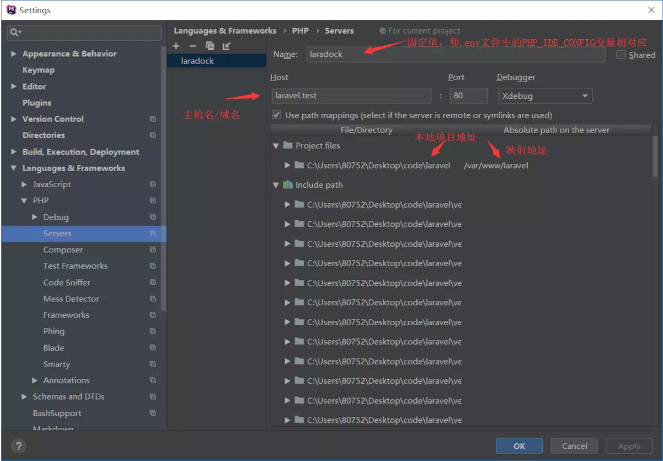 Settings
Appearance & Behavior
Keymap
Editor
Plugins
Version Control
Directories
Build, Execution, Deployment
Languages & Frameworks
JavaScript
PHP
Debug
Servers
Composer
Test Frameworks
Code Sniffer
Mess Detector
Frameworks
Phing
Blade
Smarty
Annotations
Schemas and DTDs
BashSupport
Markdown
Languages & Frameworks › PHP › Servers
For current project
laradock
Name: laradock
Shared
固定值，和.env文件中的PHP_IDE_CONFIG变量相对应
Host
Port
Debugger
laravel.test : 80 Xdebug
主机名/域名
Use path mappings (select if the server is remote or symlinks are used)
File/Directory
Absolute path on the server
本地项目地址
映射地址
Project files
C:\Users\80752\Desktop\code\laravel /var/www/laravel
Include path
C:\Users\80752\Desktop\code\laravel\ve
C:\Users\80752\Desktop\code\laravel\ve
C:\Users\80752\Desktop\code\laravel\ve
C:\Users\80752\Desktop\code\laravel\ve
C:\Users\80752\Desktop\code\laravel\ve
C:\Users\80752\Desktop\code\laravel\ve
C:\Users\80752\Desktop\code\laravel\ve
C:\Users\80752\Desktop\code\laravel\ve
C:\Users\80752\Desktop\code\laravel\ve
C:\Users\80752\Desktop\code\laravel\ve
C:\Users\80752\Desktop\code\laravel\ve
C:\Users\80752\Desktop\code\laravel\ve
?
OK
Cancel
Apply